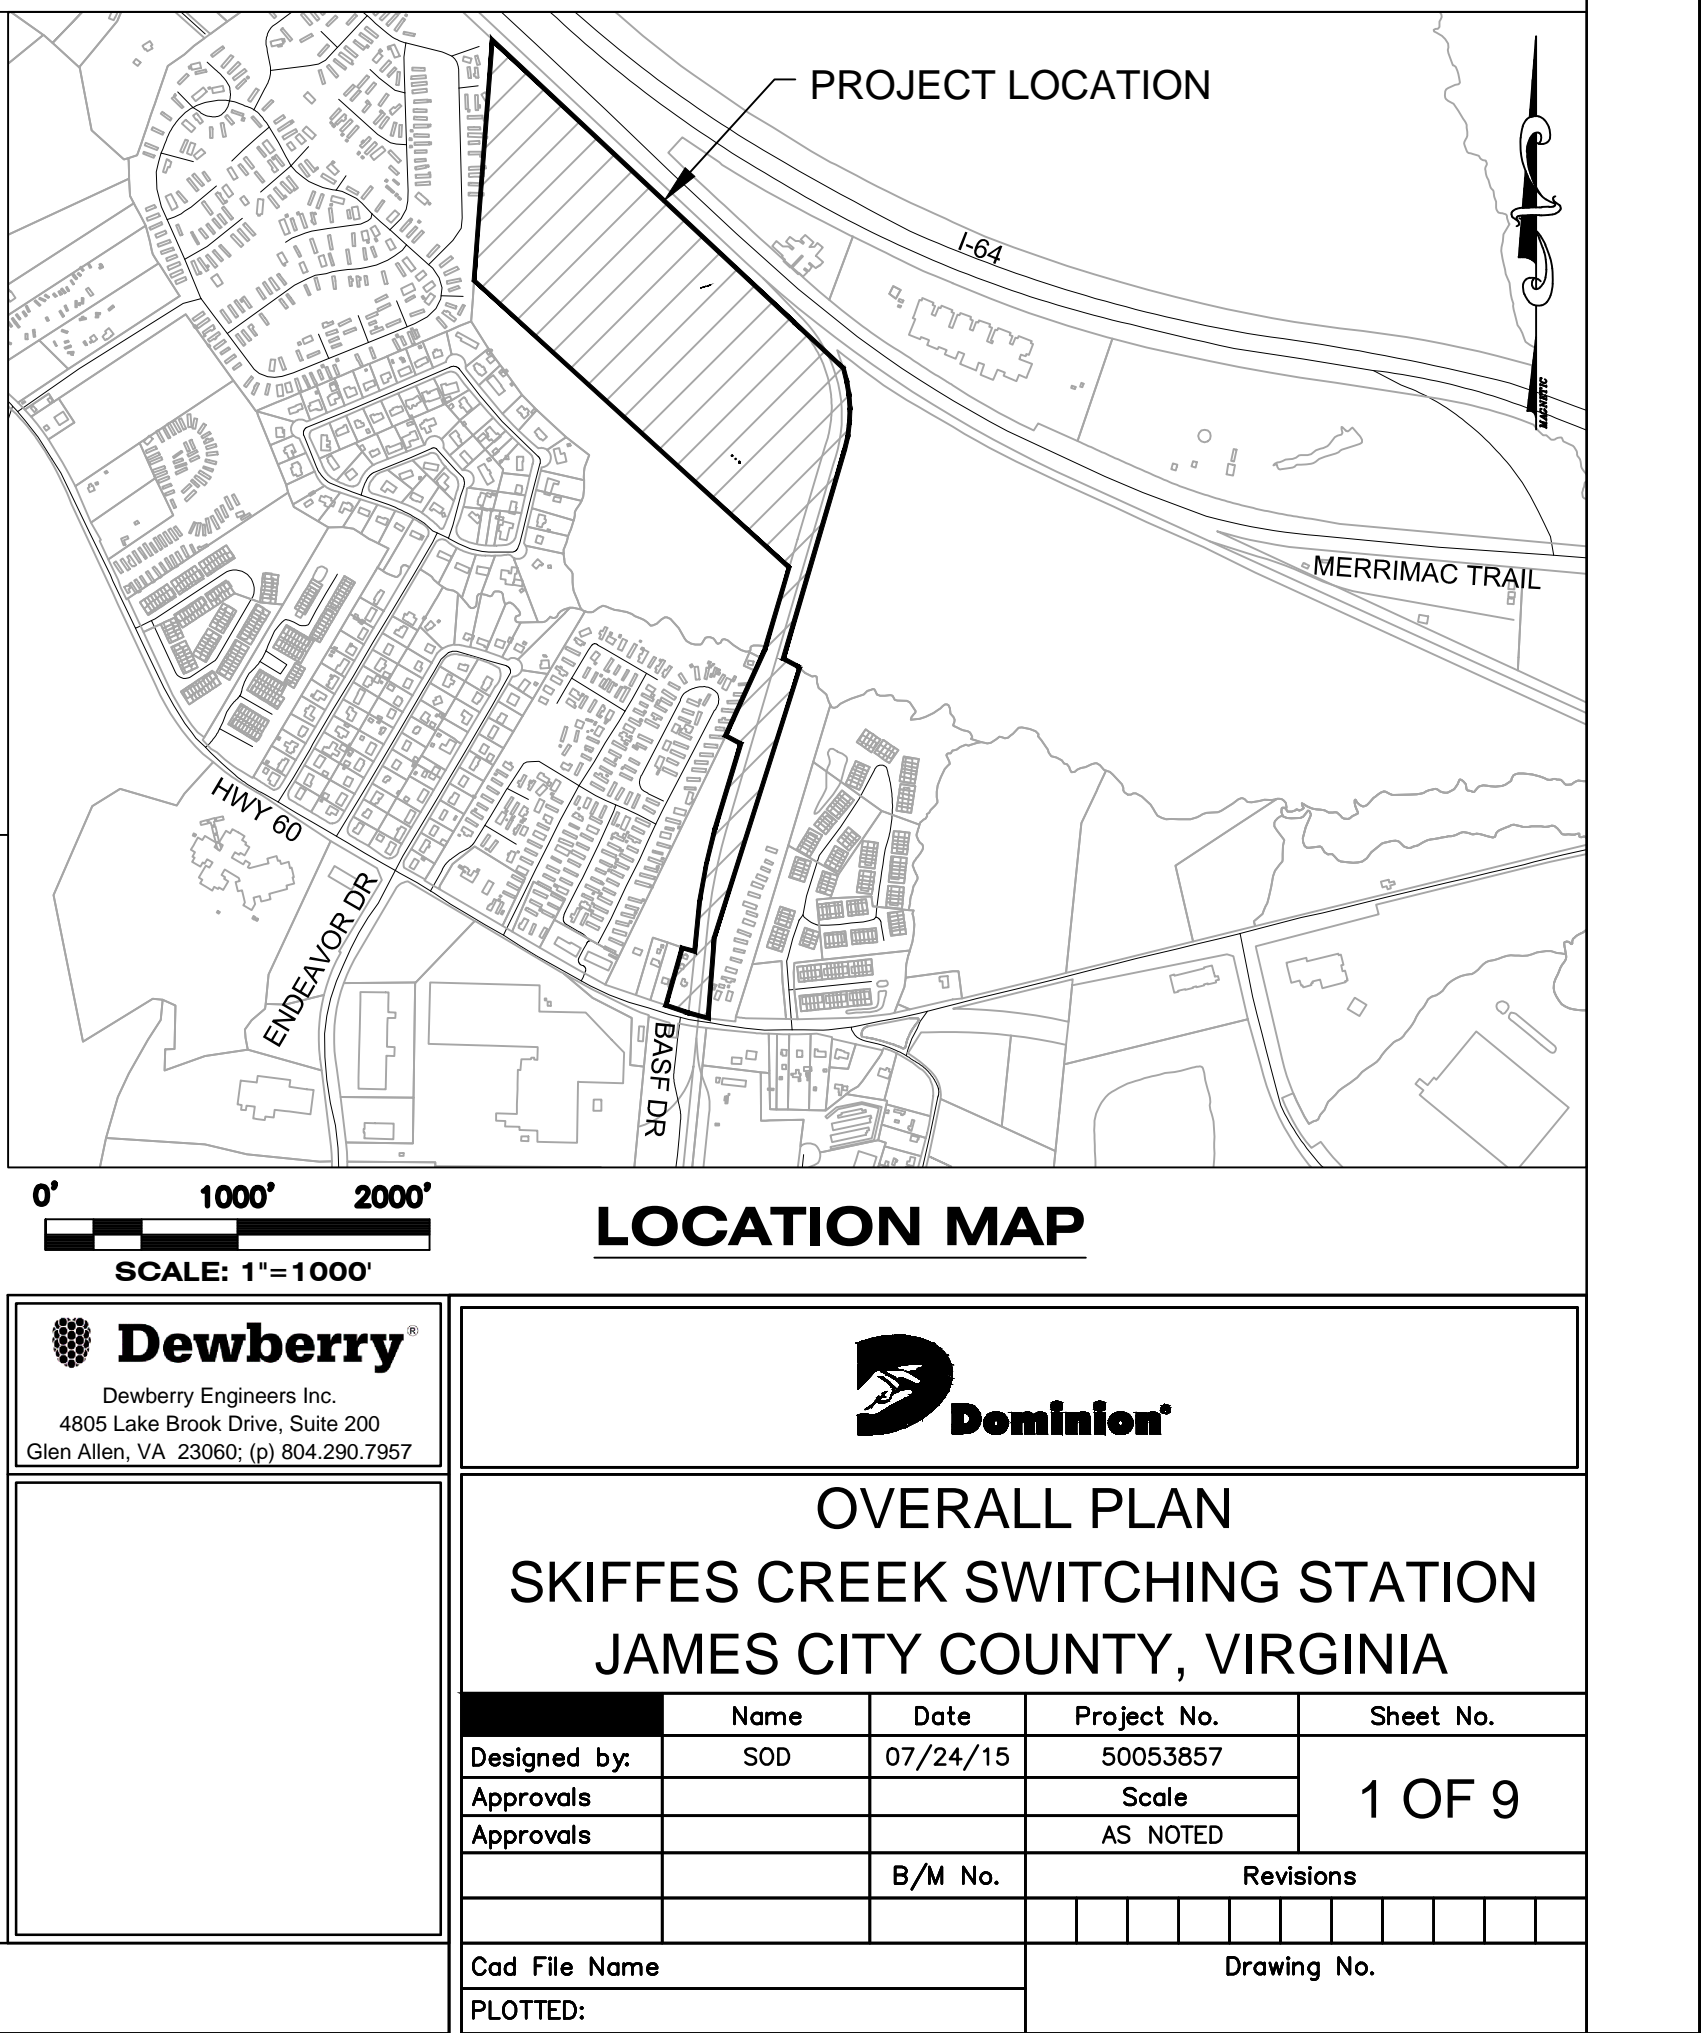 PROJECT LOCATION
I-64
MAGNETIC
MERRIMAC TRAIL
HWY 60
ENDEAVOR DR
BASF DR
0' 1000' 2000'
SCALE: 1"=1000'
LOCATION MAP
Dewberry®
Dewberry Engineers Inc.
4805 Lake Brook Drive, Suite 200
Glen Allen, VA 23060; (p) 804.290.7957
Dominion®
OVERALL PLAN
SKIFFES CREEK SWITCHING STATION
JAMES CITY COUNTY, VIRGINIA
Name Date Project No. Sheet No.
Designed by: SOD 07/24/15 50053857
1 OF 9
Approvals Scale
Approvals AS NOTED
B/M No. Revisions
Cad File Name Drawing No.
PLOTTED: